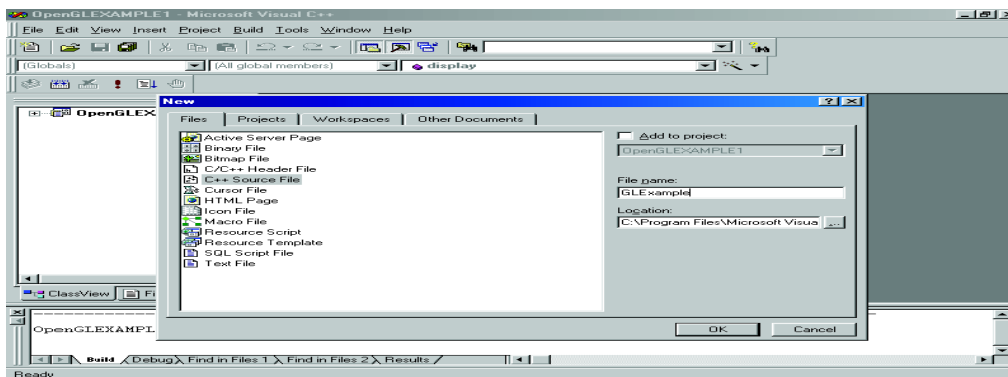 OpenGLEXAMPLE1 - Microsoft Visual C++
File Edit View Insert Project Build Tools Window Help
(Globals) (All global members) display
New
OpenGLEX
Files Projects Workspaces Other Documents
Active Server Page
Binary File
Bitmap File
C/C++ Header File
C++ Source File
Cursor File
HTML Page
Icon File
Macro File
Resource Script
Resource Template
SQL Script File
Text File
Add to project:
OpenGLEXAMPLE1
File name:
GLExample
Location:
C:\Program Files\Microsoft Visua ...
OK Cancel
ClassView Fi
OpenGLEXAMPL
Build Debug Find in Files 1 Find in Files 2 Results
Ready